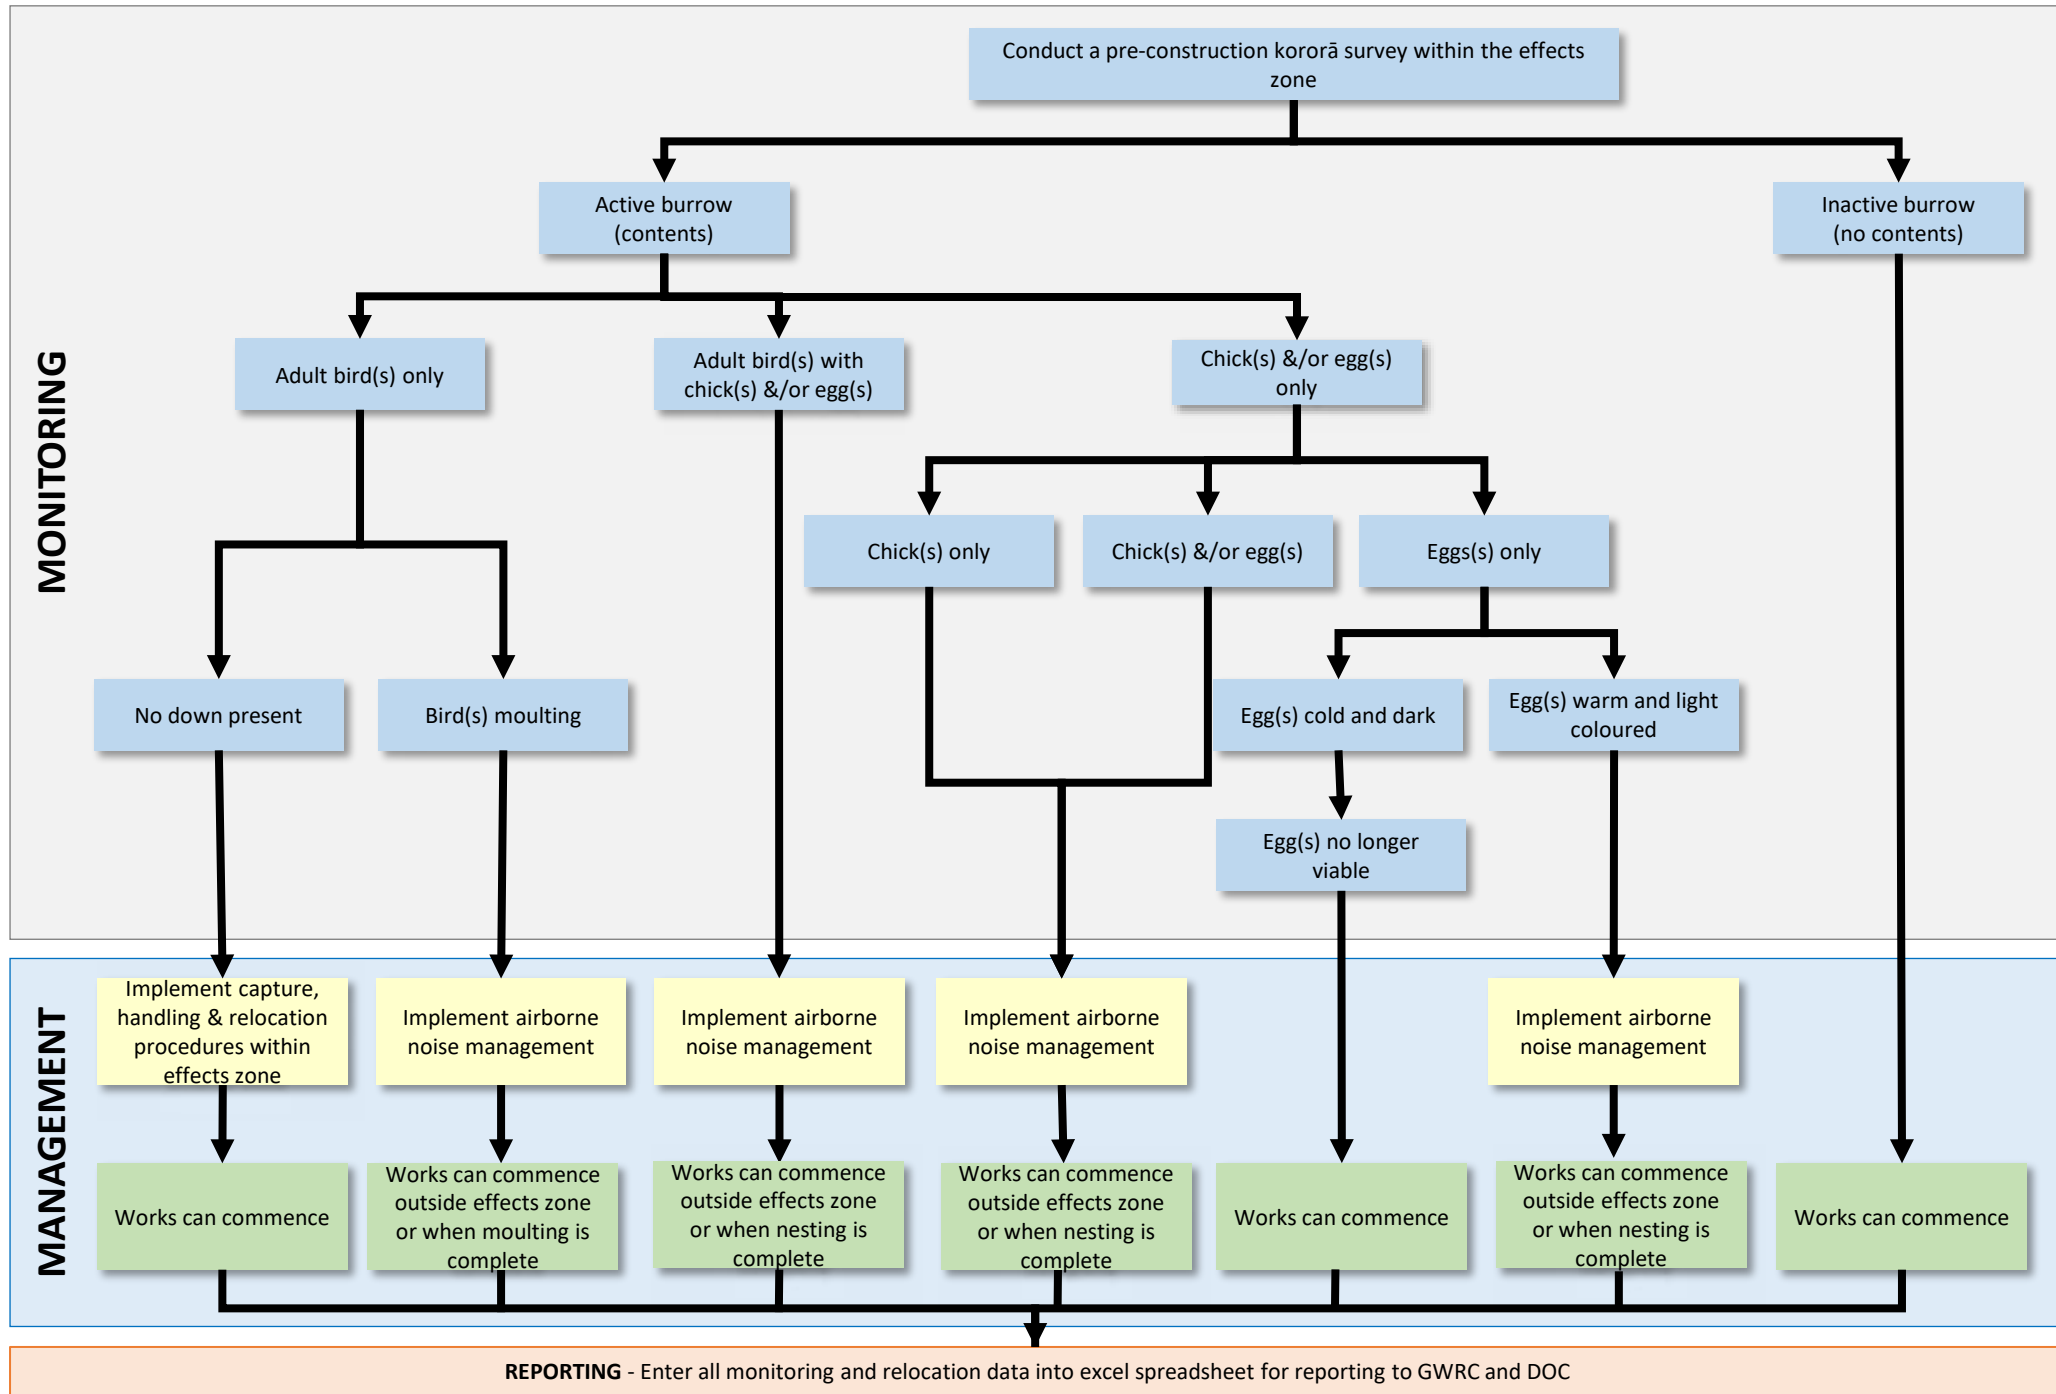 Conduct a pre-construction kororā survey within the effects
zone
Active burrow
(contents)
Inactive burrow
(no contents)
MONITORING
Adult bird(s) only
Adult bird(s) with
chick(s) &/or egg(s)
Chick(s) &/or egg(s)
only
Chick(s) only
Chick(s) &/or egg(s)
Eggs(s) only
No down present
Bird(s) moulting
Egg(s) cold and dark
Egg(s) warm and light
coloured
Egg(s) no longer
viable
MANAGEMENT
Implement capture,
handling & relocation
procedures within
effects zone
Implement airborne
noise management
Implement airborne
noise management
Implement airborne
noise management
Implement airborne
noise management
Works can commence
Works can commence
outside effects zone
or when moulting is
complete
Works can commence
outside effects zone
or when nesting is
complete
Works can commence
outside effects zone
or when nesting is
complete
Works can commence
Works can commence
outside effects zone
or when nesting is
complete
Works can commence
REPORTING - Enter all monitoring and relocation data into excel spreadsheet for reporting to GWRC and DOC